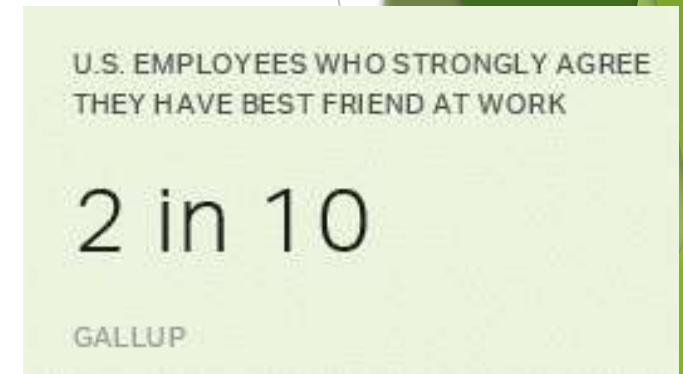 U.S. EMPLOYEES WHO STRONGLY AGREE
THEY HAVE BEST FRIEND AT WORK
2 in 10
GALLUP